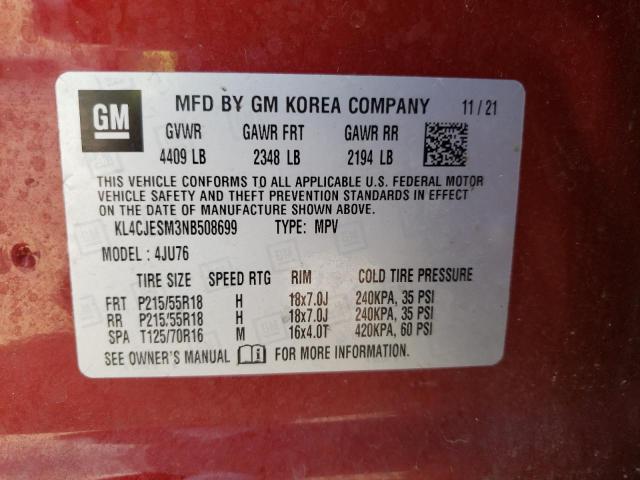 GM MFD BY GM KOREA COMPANY 11 / 21
GVWR GAWR FRT GAWR RR
4409 LB 2348 LB 2194 LB
THIS VEHICLE CONFORMS TO ALL APPLICABLE U.S. FEDERAL MOTOR
VEHICLE SAFETY AND THEFT PREVENTION STANDARDS IN EFFECT
ON THE DATE OF MANUFACTURE SHOWN ABOVE.
KL4CJESM3NB508699 TYPE: MPV
MODEL : 4JU76
TIRE SIZE SPEED RTG RIM COLD TIRE PRESSURE
FRT P215/55R18 H 18x7.0J 240KPA, 35 PSI
RR P215/55R18 H 18x7.0J 240KPA, 35 PSI
SPA T125/70R16 M 16x4.0T 420KPA, 60 PSI
SEE OWNER'S MANUAL FOR MORE INFORMATION.